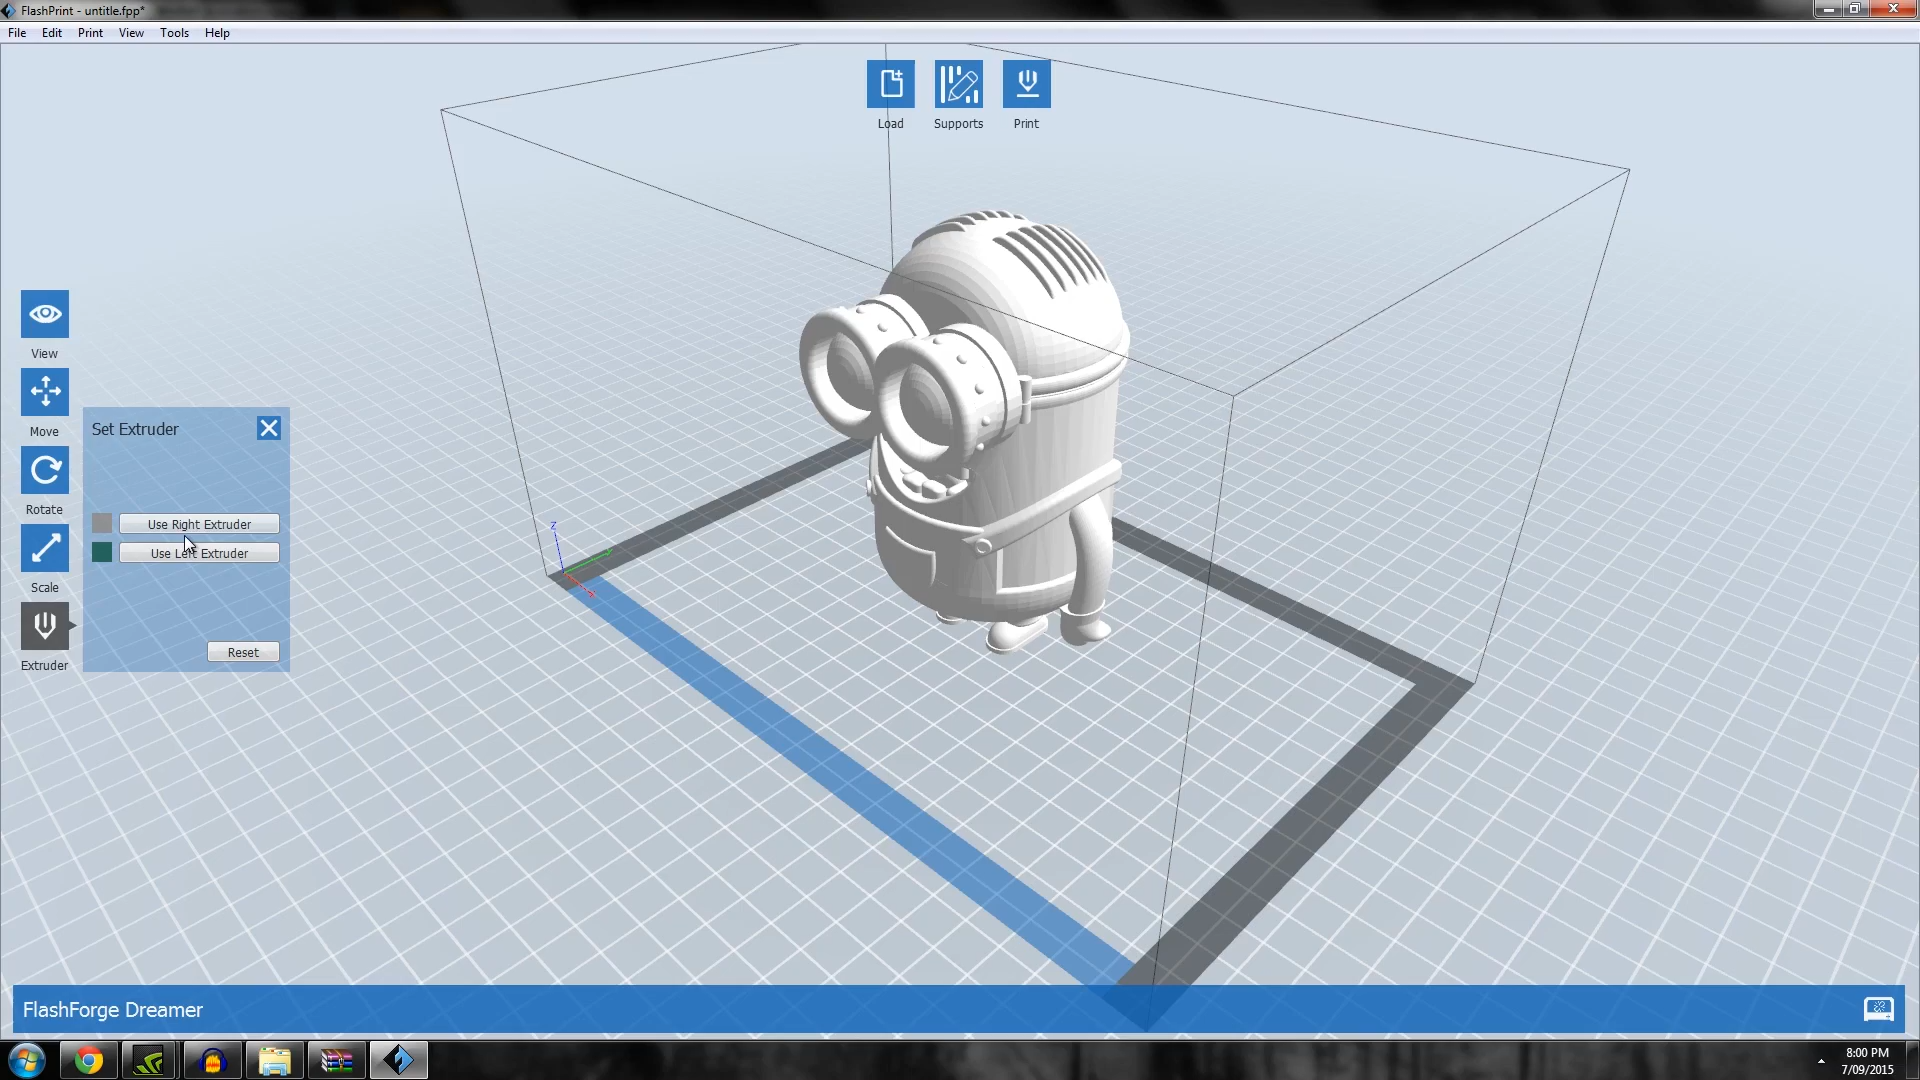 FlashPrint - untitle.fpp*
File Edit Print View Tools Help
Load Supports Print
View
Move
Set Extruder
Rotate
Use Right Extruder
Use Left Extruder
Scale
Reset
Extruder
z
FlashForge Dreamer
8:00 PM
7/09/2015